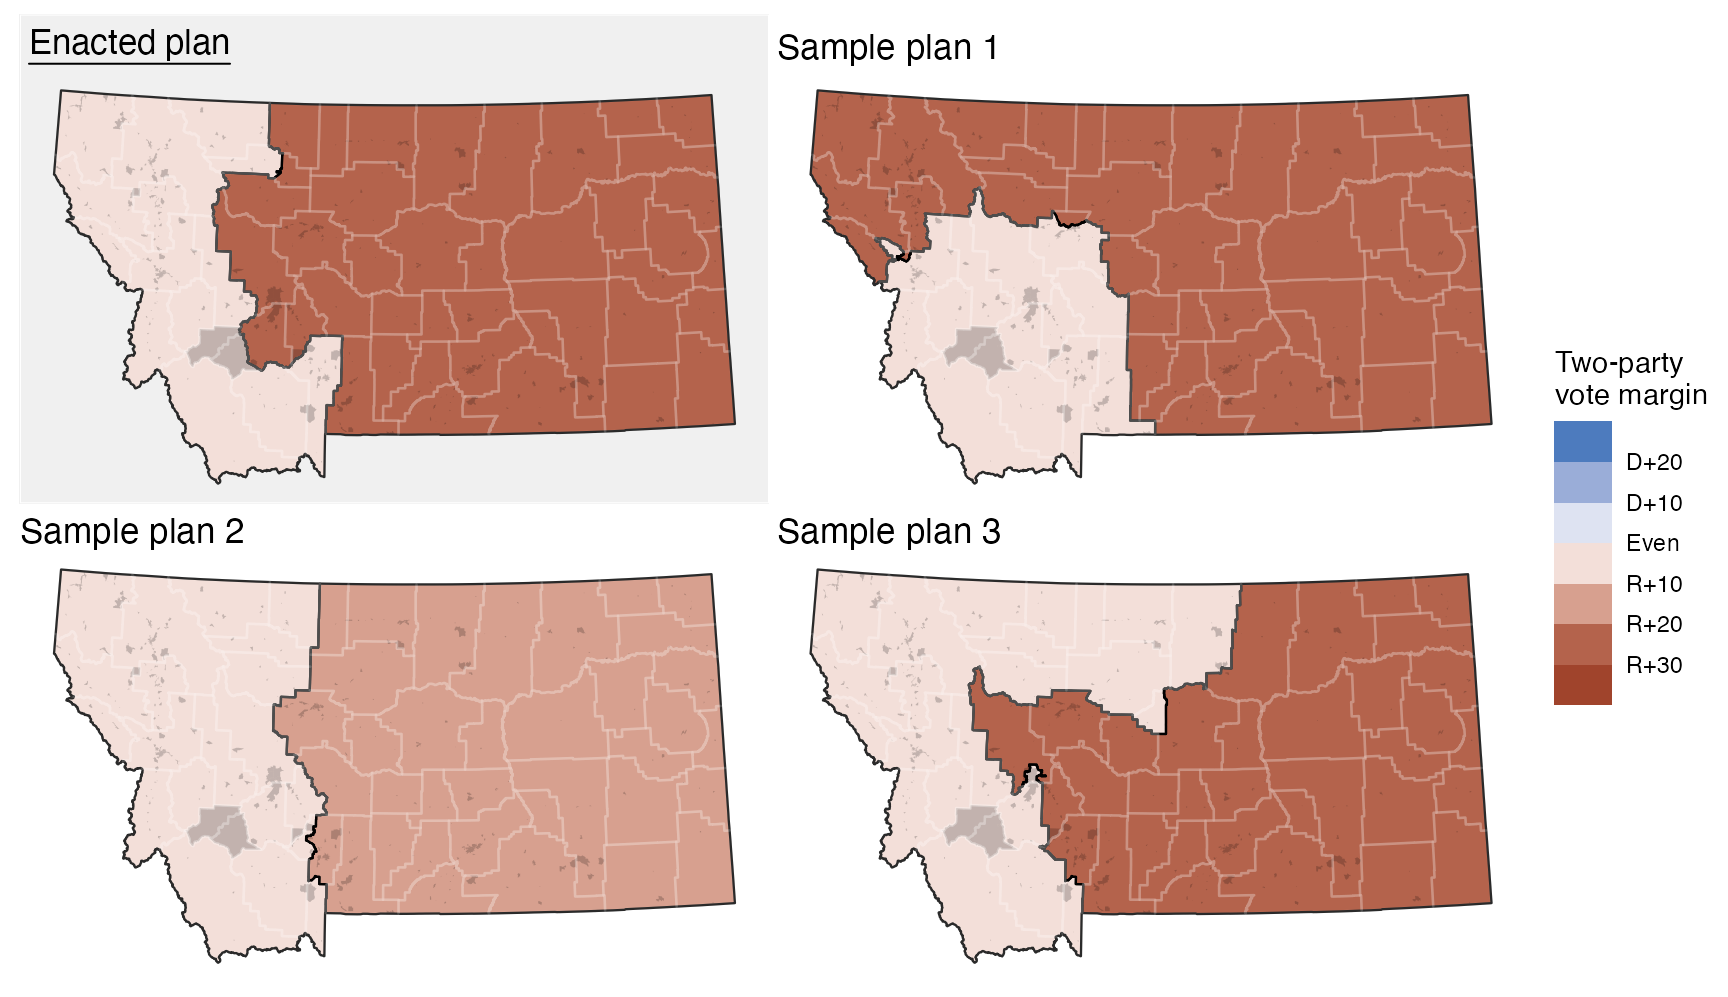 Enacted plan
Sample plan 1
Sample plan 2
Sample plan 3
Two-party
vote margin
D+20
D+10
Even
R+10
R+20
R+30